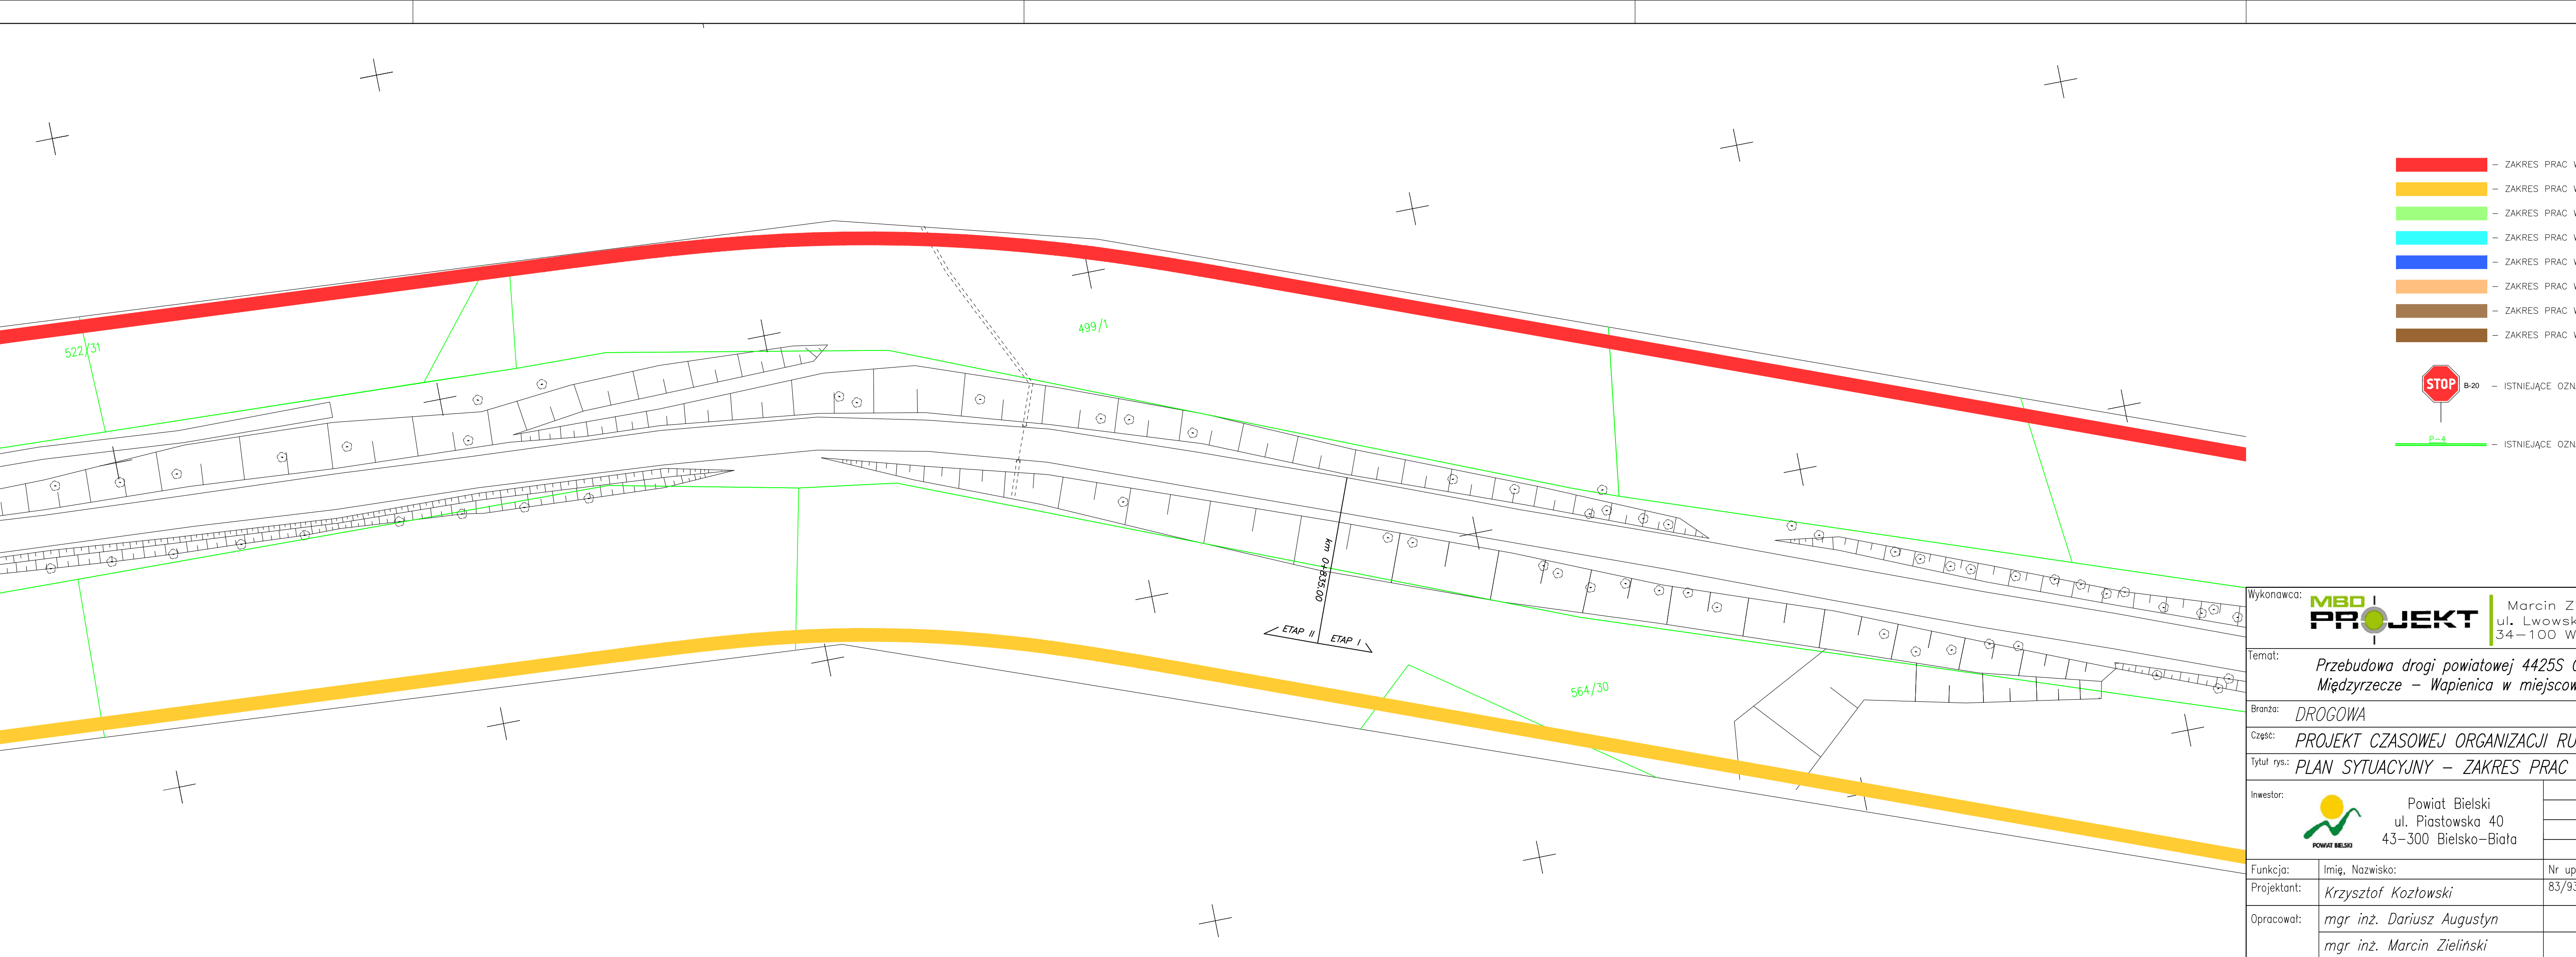 522/31
499/1
km 0+835.00
ETAP II
ETAP I
564/30
– ZAKRES PRAC W
– ZAKRES PRAC W
– ZAKRES PRAC W
– ZAKRES PRAC W
– ZAKRES PRAC W
– ZAKRES PRAC W
– ZAKRES PRAC W
– ZAKRES PRAC W
STOP B-20 – ISTNIEJĄCE OZN
P-4 – ISTNIEJĄCE OZN
Wykonawca:
MBD
PROJEKT
Marcin Z
ul. Lwowsk
34-100 W
Temat:
Przebudowa drogi powiatowej 4425S
Międzyrzecze – Wapienica w miejscow
Branża: DROGOWA
Część: PROJEKT CZASOWEJ ORGANIZACJI RU
Tytuł rys.: PLAN SYTUACYJNY – ZAKRES PRAC
Inwestor:
POWIAT BIELSKI
Powiat Bielski
ul. Piastowska 40
43-300 Bielsko-Biała
Funkcja: Imię, Nazwisko: Nr up
Projektant: Krzysztof Kozłowski 83/93
Opracował: mgr inż. Dariusz Augustyn
mgr inż. Marcin Zieliński